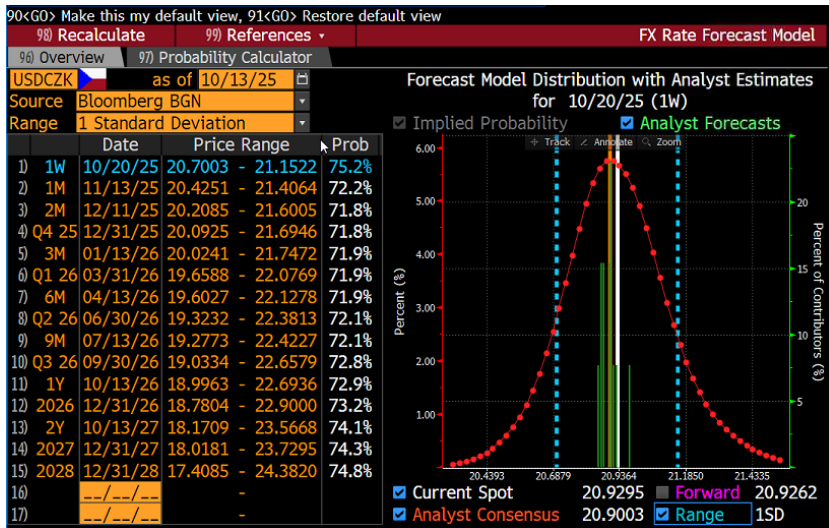 90<GO> Make this my default view, 91<GO> Restore default view
98) Recalculate 99) References FX Rate Forecast Model
96) Overview 97) Probability Calculator
USDCZK as of 10/13/25
Source Bloomberg BGN
Range 1 Standard Deviation
Date Price Range Prob
1) 1W 10/20/25 20.7003 - 21.1522 75.2%
2) 1M 11/13/25 20.4251 - 21.4064 72.2%
3) 2M 12/11/25 20.2085 - 21.6005 71.8%
4) Q4 25 12/31/25 20.0925 - 21.6946 71.8%
5) 3M 01/13/26 20.0241 - 21.7472 71.9%
6) Q1 26 03/31/26 19.6588 - 22.0769 71.9%
7) 6M 04/13/26 19.6027 - 22.1278 71.9%
8) Q2 26 06/30/26 19.3232 - 22.3813 72.1%
9) 9M 07/13/26 19.2773 - 22.4227 72.1%
10) Q3 26 09/30/26 19.0334 - 22.6579 72.8%
11) 1Y 10/13/26 18.9963 - 22.6936 72.9%
12) 2026 12/31/26 18.7804 - 22.9000 73.2%
13) 2Y 10/13/27 18.1709 - 23.5668 74.1%
14) 2027 12/31/27 18.0181 - 23.7295 74.3%
15) 2028 12/31/28 17.4085 - 24.3820 74.8%
16) __/__/__ -
17) __/__/__ -
Forecast Model Distribution with Analyst Estimates
for 10/20/25 (1W)
Implied Probability Analyst Forecasts
Track Annotate Zoom
6.00
5.00
4.00
3.00
2.00
1.00
Percent (%)
20
15
10
5
Percent of Contributors (%)
20.4393 20.6879 20.9364 21.1850 21.4335
Current Spot 20.9295 Forward 20.9262
Analyst Consensus 20.9003 Range 1SD